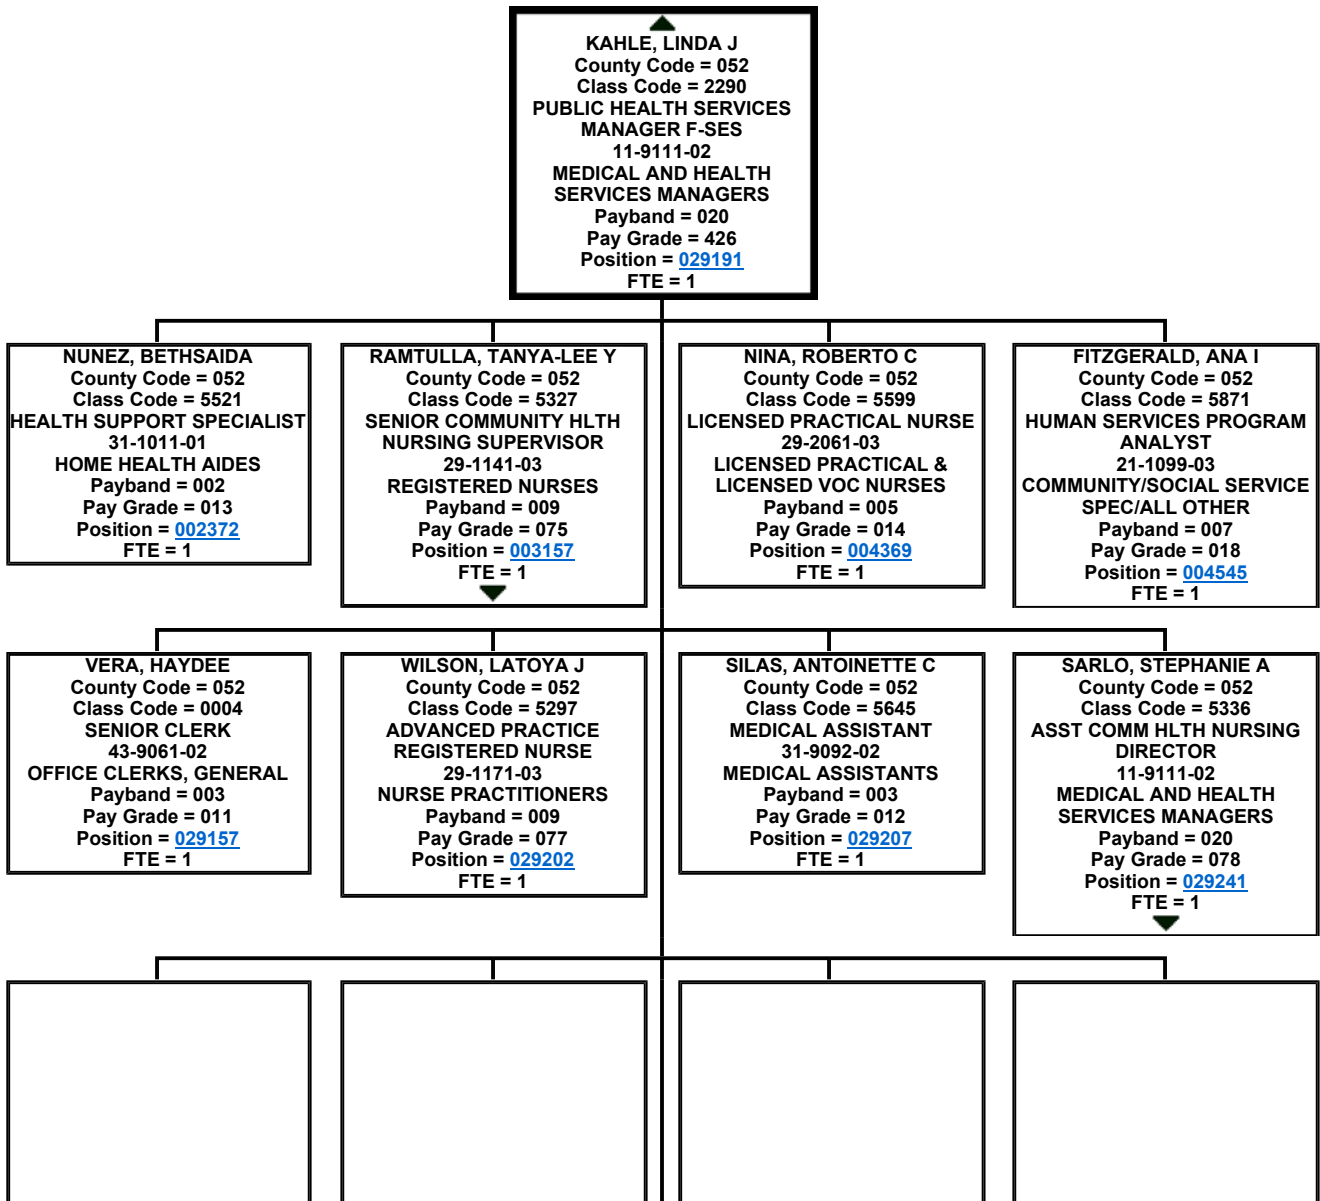 KAHLE, LINDA J
County Code = 052
Class Code = 2290
PUBLIC HEALTH SERVICES
MANAGER F-SES
11-9111-02
MEDICAL AND HEALTH
SERVICES MANAGERS
Payband = 020
Pay Grade = 426
Position = 029191
FTE = 1
NUNEZ, BETHSAIDA
County Code = 052
Class Code = 5521
HEALTH SUPPORT SPECIALIST
31-1011-01
HOME HEALTH AIDES
Payband = 002
Pay Grade = 013
Position = 002372
FTE = 1
RAMTULLA, TANYA-LEE Y
County Code = 052
Class Code = 5327
SENIOR COMMUNITY HLTH
NURSING SUPERVISOR
29-1141-03
REGISTERED NURSES
Payband = 009
Pay Grade = 075
Position = 003157
FTE = 1
NINA, ROBERTO C
County Code = 052
Class Code = 5599
LICENSED PRACTICAL NURSE
29-2061-03
LICENSED PRACTICAL &
LICENSED VOC NURSES
Payband = 005
Pay Grade = 014
Position = 004369
FTE = 1
FITZGERALD, ANA I
County Code = 052
Class Code = 5871
HUMAN SERVICES PROGRAM
ANALYST
21-1099-03
COMMUNITY/SOCIAL SERVICE
SPEC/ALL OTHER
Payband = 007
Pay Grade = 018
Position = 004545
FTE = 1
VERA, HAYDEE
County Code = 052
Class Code = 0004
SENIOR CLERK
43-9061-02
OFFICE CLERKS, GENERAL
Payband = 003
Pay Grade = 011
Position = 029157
FTE = 1
WILSON, LATOYA J
County Code = 052
Class Code = 5297
ADVANCED PRACTICE
REGISTERED NURSE
29-1171-03
NURSE PRACTITIONERS
Payband = 009
Pay Grade = 077
Position = 029202
FTE = 1
SILAS, ANTOINETTE C
County Code = 052
Class Code = 5645
MEDICAL ASSISTANT
31-9092-02
MEDICAL ASSISTANTS
Payband = 003
Pay Grade = 012
Position = 029207
FTE = 1
SARLO, STEPHANIE A
County Code = 052
Class Code = 5336
ASST COMM HLTH NURSING
DIRECTOR
11-9111-02
MEDICAL AND HEALTH
SERVICES MANAGERS
Payband = 020
Pay Grade = 078
Position = 029241
FTE = 1